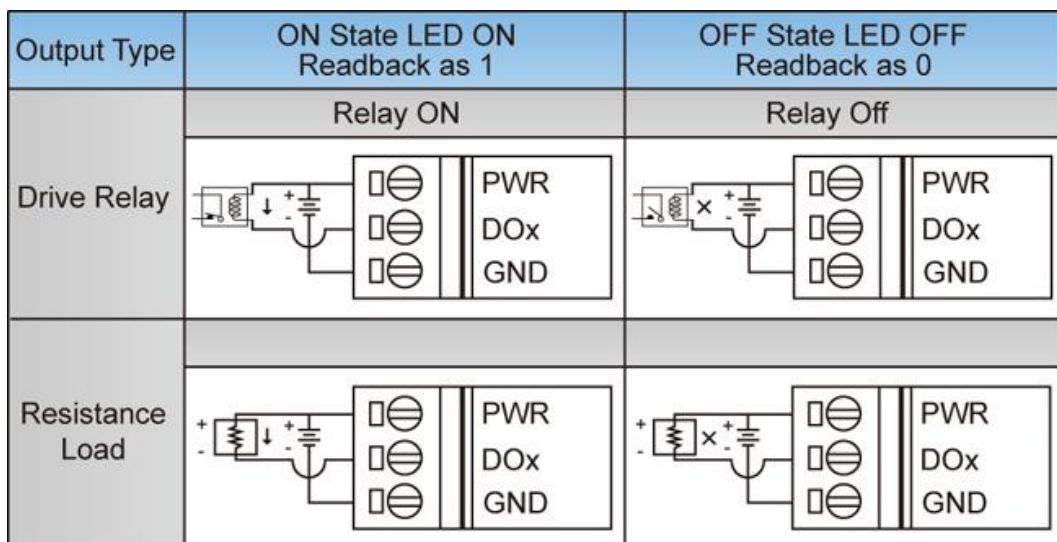 Output Type
ON State LED ON
Readback as 1
OFF State LED OFF
Readback as 0
Relay ON
Relay Off
Drive Relay
+
-
PWR
DOx
GND
+
-
PWR
DOx
GND
Resistance
Load
+
-
+
-
PWR
DOx
GND
+
-
+
-
PWR
DOx
GND